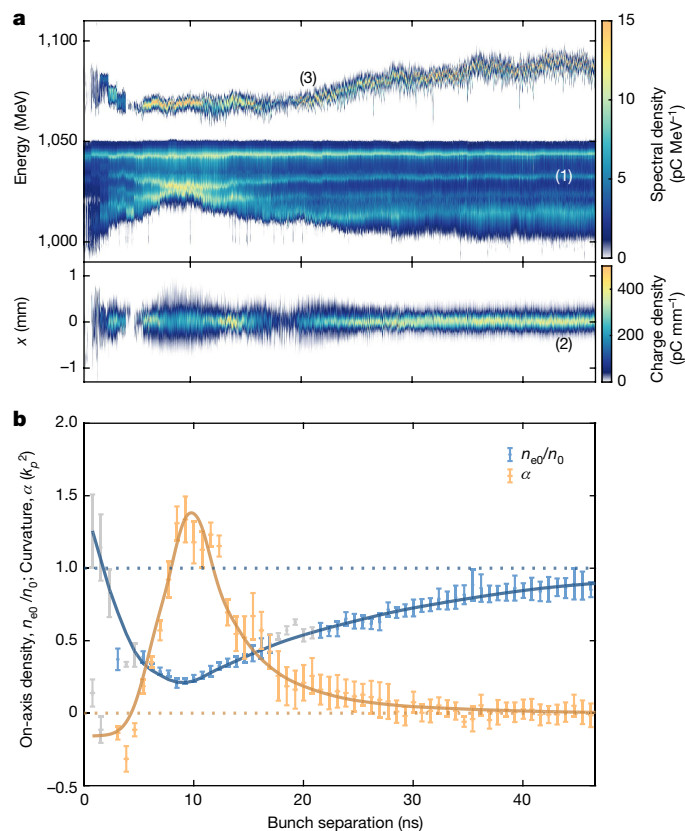 a
1,100
1,050
1,000
Energy (MeV)
(3)
(1)
15
10
5
0
Spectral density
(pC MeV⁻¹)
1
0
−1
x (mm)
(2)
400
200
0
Charge density
(pC mm⁻¹)
b
2.0
1.5
1.0
0.5
0
−0.5
On-axis density, nₑ₀/n₀; Curvature, α (kₚ²)
nₑ₀/n₀
α
0
10
20
30
40
Bunch separation (ns)